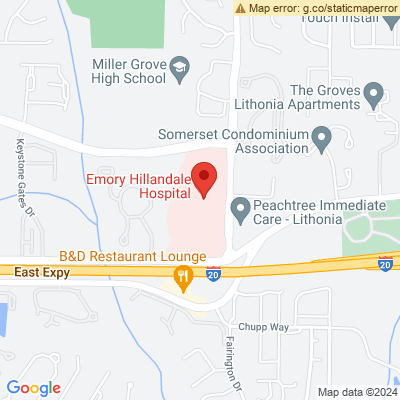 Map error: g.co/staticmaperror
Touch Install
Miller Grove
High School
The Groves
Lithonia Apartments
Somerset Condominium
Association
Keystone Gates Dr
Emory Hillandale
Hospital
Peachtree Immediate
Care - Lithonia
B&D Restaurant Lounge
East Expy
20
20
Chupp Way
Fairington Dr
Google
Map data ©2024